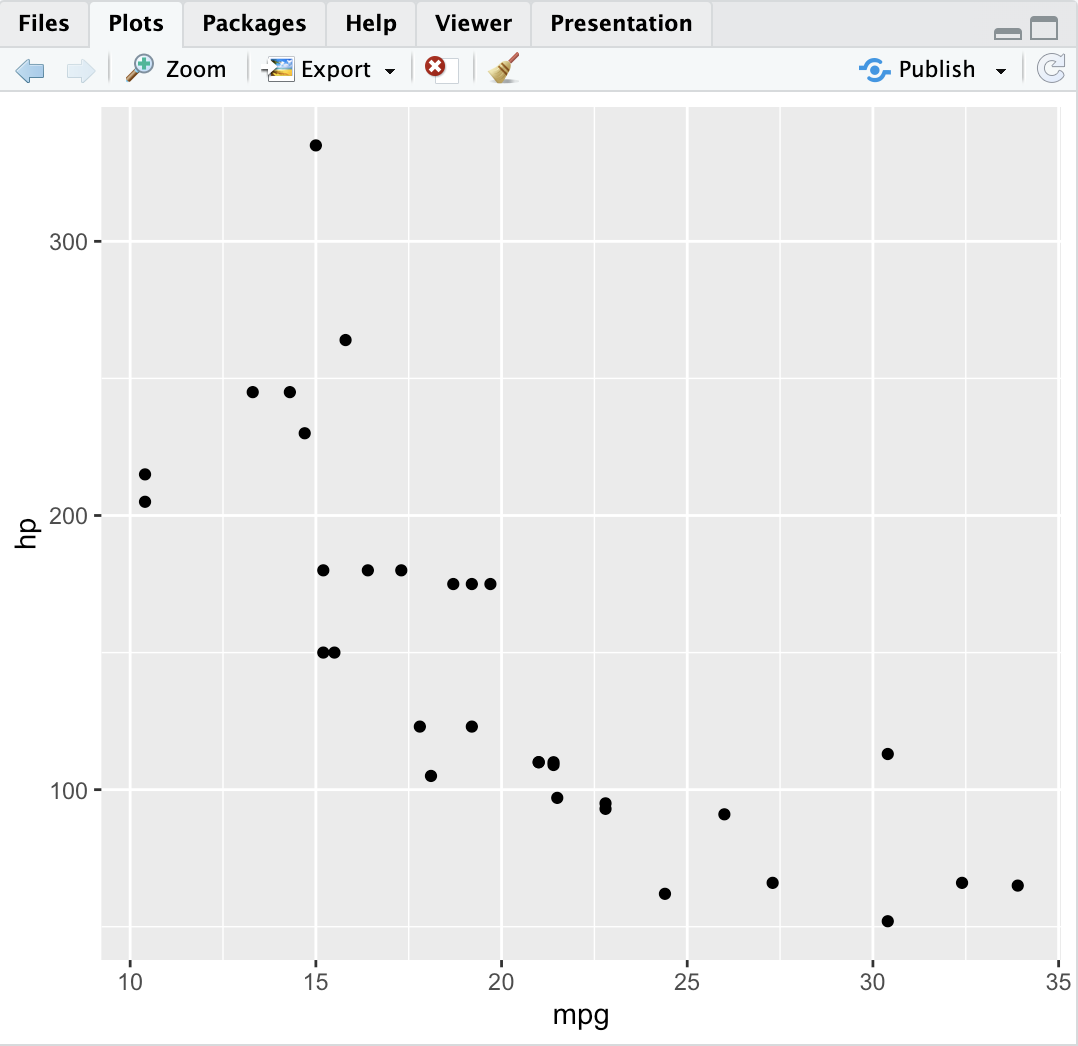 Files Plots Packages Help Viewer Presentation
Zoom Export Publish
300
200
100
hp
10 15 20 25 30 35
mpg